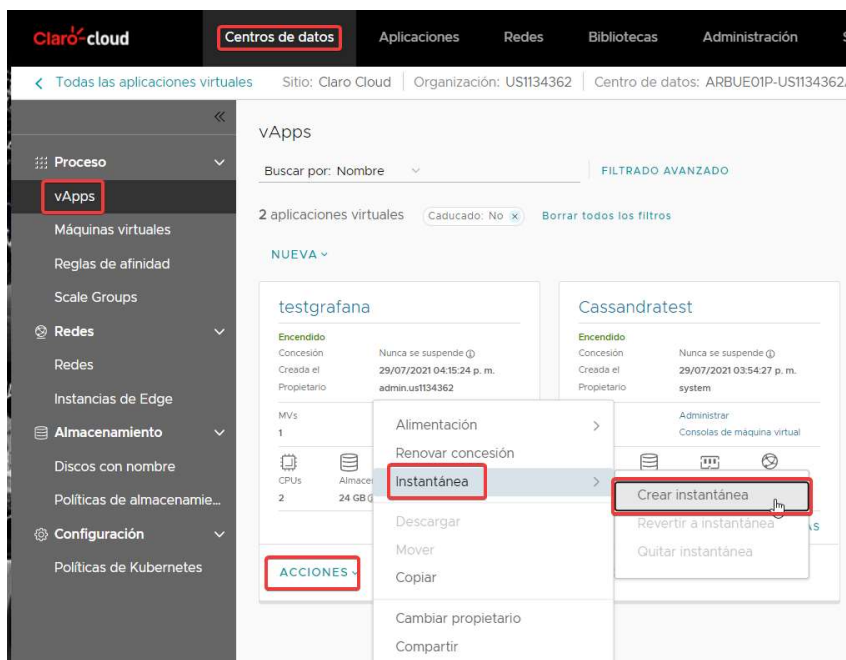 Claro-cloud Centros de datos Aplicaciones Redes Bibliotecas Administración
Todas las aplicaciones virtuales Sitio: Claro Cloud Organización: US1134362 Centro de datos: ARBUE01P-US1134362
Proceso
vApps
Máquinas virtuales
Reglas de afinidad
Scale Groups
Redes
Redes
Instancias de Edge
Almacenamiento
Discos con nombre
Políticas de almacenamie...
Configuración
Políticas de Kubernetes
vApps
Buscar por: Nombre FILTRADO AVANZADO
2 aplicaciones virtuales Caducado: No x Borrar todos los filtros
NUEVA
testgrafana
Encendido
Concesión Nunca se suspende
Creada el 29/07/2021 04:15:24 p. m.
Propietario admin.us1134362
MVs
1
CPUs
2 24 GB
ACCIONES
Cassandratest
Encendido
Concesión Nunca se suspende
Creada el 29/07/2021 03:54:27 p. m.
Propietario system
Administrar
Consolas de máquina virtual
Alimentación
Renovar concesión
Instantánea
Descargar
Mover
Copiar
Cambiar propietario
Compartir
Crear instantánea
Revertir a instantánea
Quitar instantánea